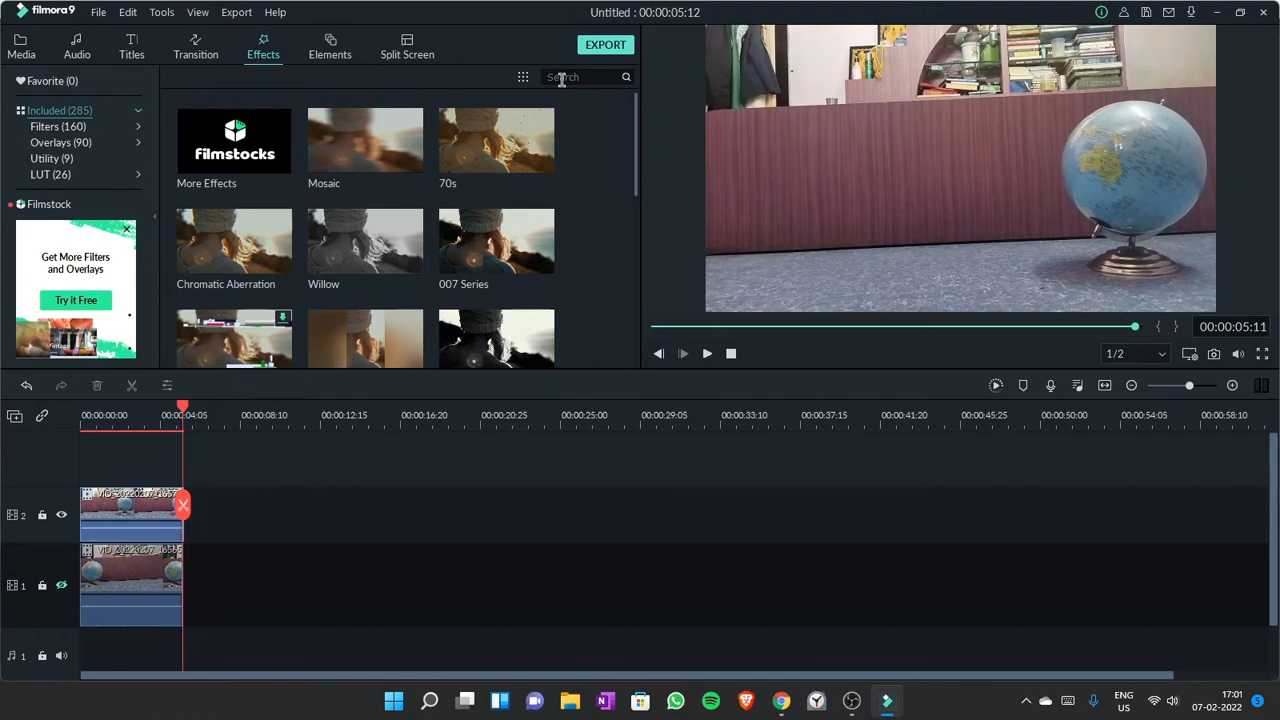 filmora 9 File Edit Tools View Export Help Untitled : 00:00:05:12
Media Audio Titles Transition Effects Elements Split Screen EXPORT
Favorite (0) Search
Included (285)
Filters (160)
Overlays (90)
Utility (9)
LUT (26)
Filmstock
Get More Filters
and Overlays
Try it Free
filmstocks
More Effects Mosaic 70s
Chromatic Aberration Willow 007 Series
00:00:05:11
1/2
00:00:00:00 00:00:04:05 00:00:08:10 00:00:12:15 00:00:16:20 00:00:20:25 00:00:25:00 00:00:29:05 00:00:33:10 00:00:37:15 00:00:41:20 00:00:45:25 00:00:50:00 00:00:54:05 00:00:58:10
2
1
1
ENG
US
17:01
07-02-2022
5